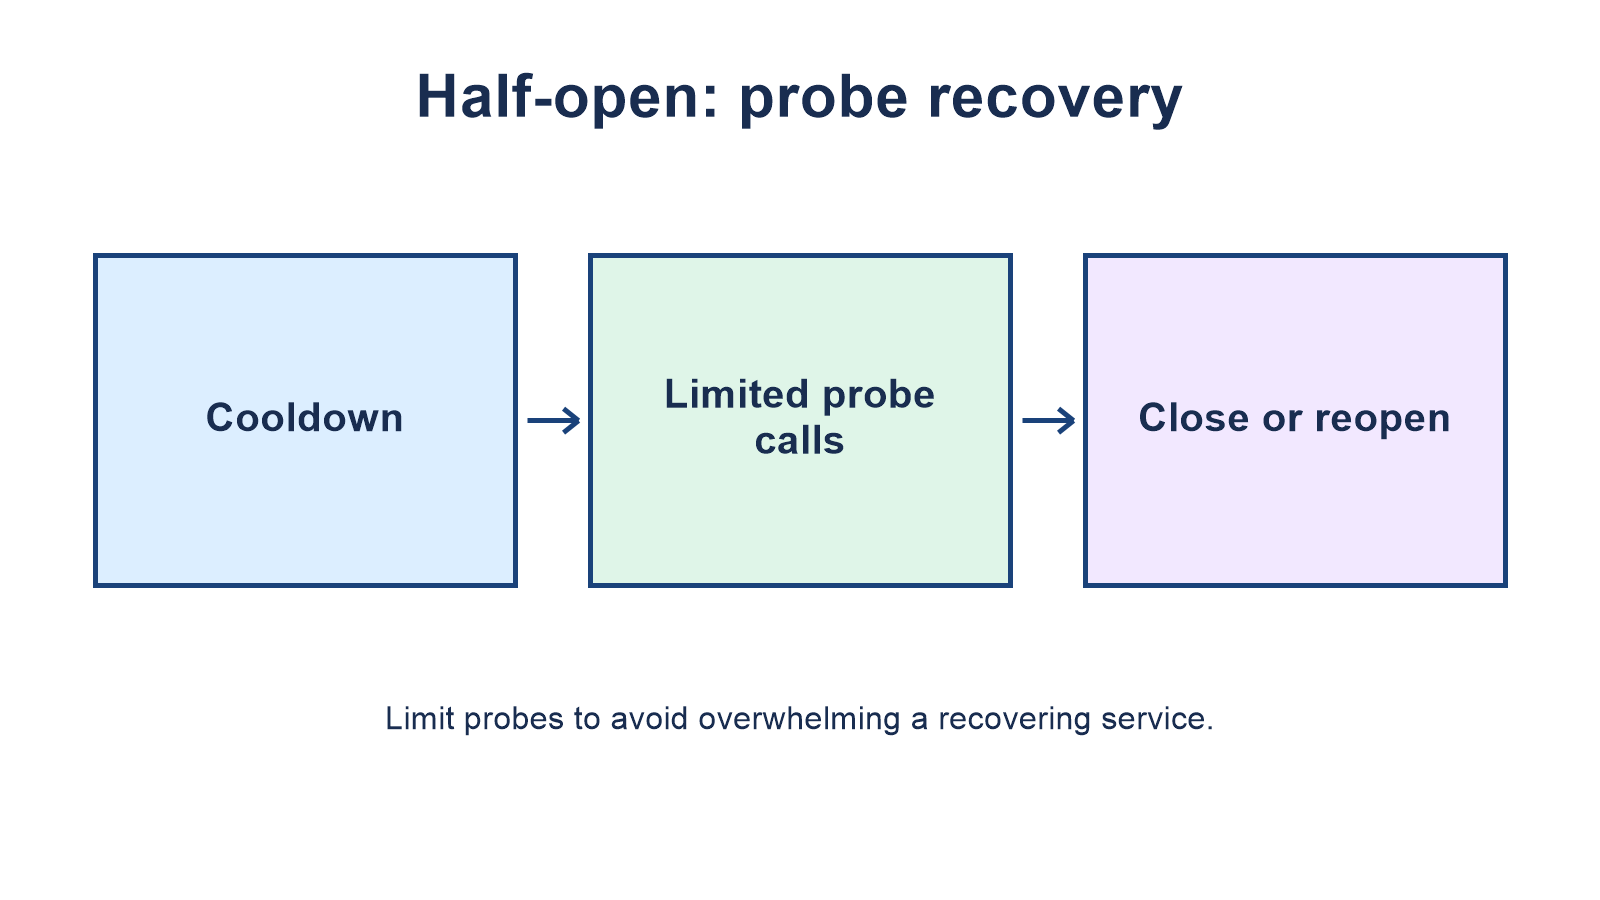 Half-open: probe recovery
Cooldown
Limited probe
calls
Close or reopen
Limit probes to avoid overwhelming a recovering service.